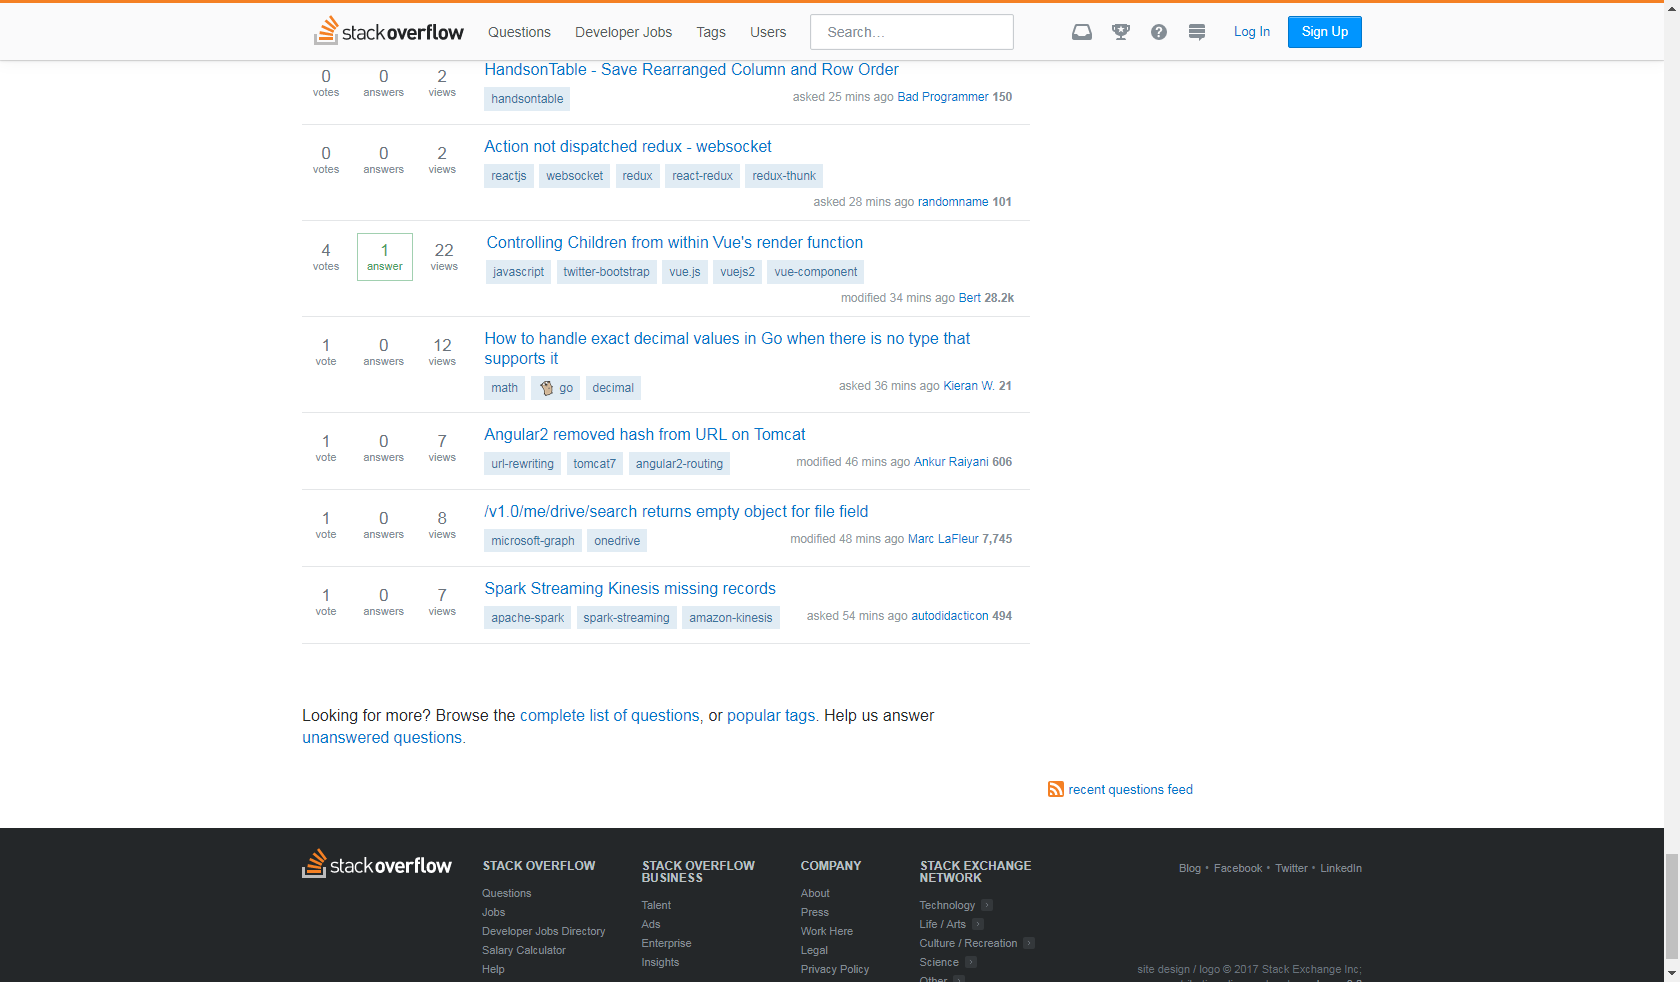 stackoverflow Questions Developer Jobs Tags Users Search... Log In Sign Up
HandsonTable - Save Rearranged Column and Row Order
0 0 2
votes answers views
handsontable asked 25 mins ago Bad Programmer 150
Action not dispatched redux - websocket
0 0 2
votes answers views
reactjs websocket redux react-redux redux-thunk
asked 28 mins ago randomname 101
Controlling Children from within Vue's render function
4 1 22
votes answer views
javascript twitter-bootstrap vue.js vuejs2 vue-component
modified 34 mins ago Bert 28.2k
How to handle exact decimal values in Go when there is no type that
supports it
1 0 12
vote answers views
math go decimal asked 36 mins ago Kieran W. 21
Angular2 removed hash from URL on Tomcat
1 0 7
vote answers views
url-rewriting tomcat7 angular2-routing modified 46 mins ago Ankur Raiyani 606
/v1.0/me/drive/search returns empty object for file field
1 0 8
vote answers views
microsoft-graph onedrive modified 48 mins ago Marc LaFleur 7,745
Spark Streaming Kinesis missing records
1 0 7
vote answers views
apache-spark spark-streaming amazon-kinesis asked 54 mins ago autodidacticon 494
Looking for more? Browse the complete list of questions, or popular tags. Help us answer
unanswered questions.
recent questions feed
stackoverflow
STACK OVERFLOW
Questions
Jobs
Developer Jobs Directory
Salary Calculator
Help
STACK OVERFLOW
BUSINESS
Talent
Ads
Enterprise
Insights
COMPANY
About
Press
Work Here
Legal
Privacy Policy
STACK EXCHANGE
NETWORK
Technology
Life / Arts
Culture / Recreation
Science
Other
Blog • Facebook • Twitter • LinkedIn
site design / logo © 2017 Stack Exchange Inc;